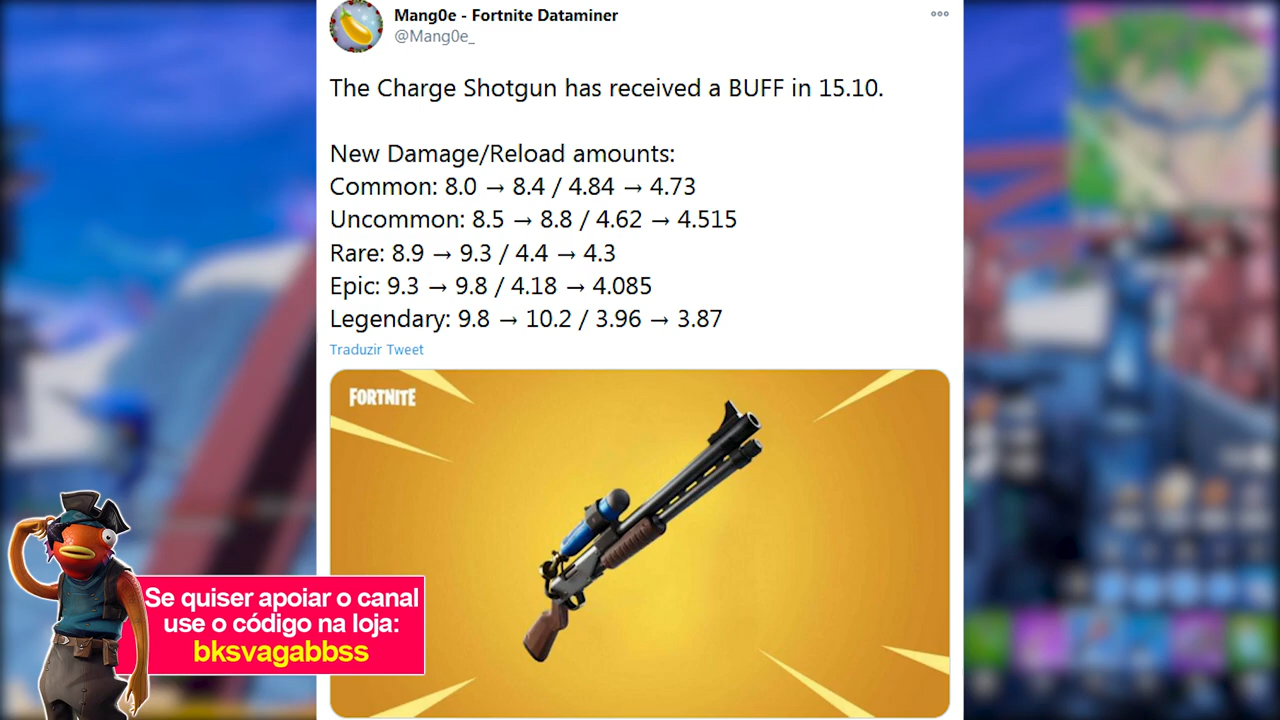 Mang0e - Fortnite Dataminer
@Mang0e_
The Charge Shotgun has received a BUFF in 15.10.
New Damage/Reload amounts:
Common: 8.0 → 8.4 / 4.84 → 4.73
Uncommon: 8.5 → 8.8 / 4.62 → 4.515
Rare: 8.9 → 9.3 / 4.4 → 4.3
Epic: 9.3 → 9.8 / 4.18 → 4.085
Legendary: 9.8 → 10.2 / 3.96 → 3.87
Traduzir Tweet
FORTNITE
Se quiser apoiar o canal
use o código na loja:
bksvagabbss